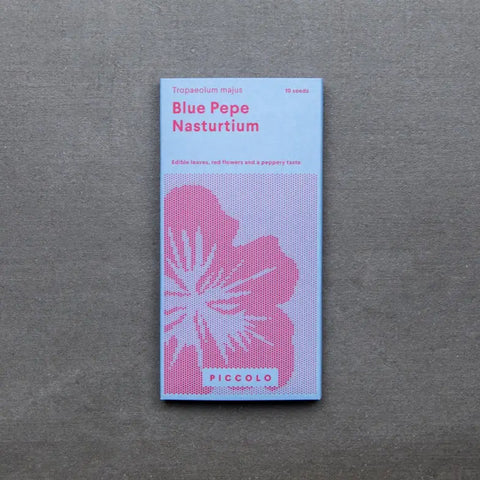 Tropaeolum majus 10 seeds
Blue Pepe
Nasturtium
Edible leaves, red flowers and a peppery taste
PICCOLO